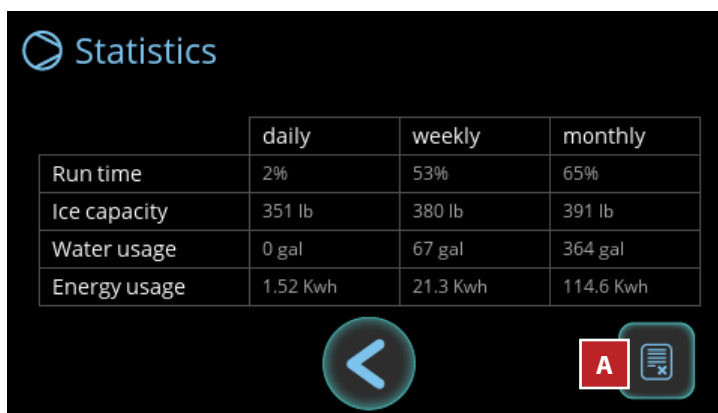 Statistics
daily weekly monthly
Run time 2% 53% 65%
Ice capacity 351 lb 380 lb 391 lb
Water usage 0 gal 67 gal 364 gal
Energy usage 1.52 Kwh 21.3 Kwh 114.6 Kwh
A